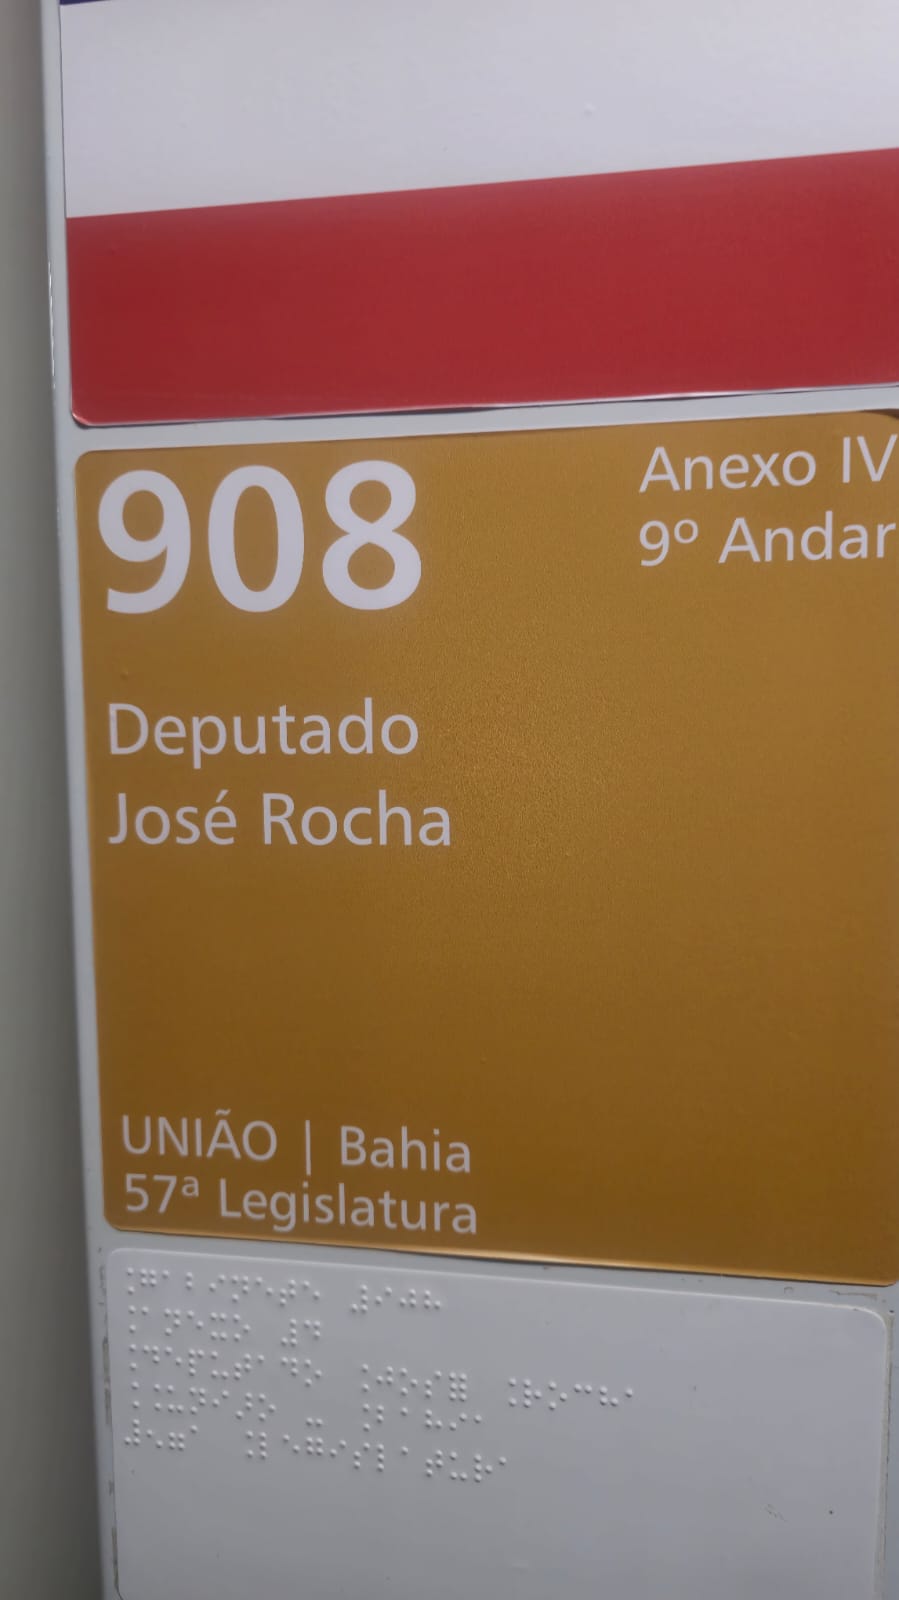 908
Anexo IV
9º Andar
Deputado
José Rocha
UNIÃO | Bahia
57ª Legislatura